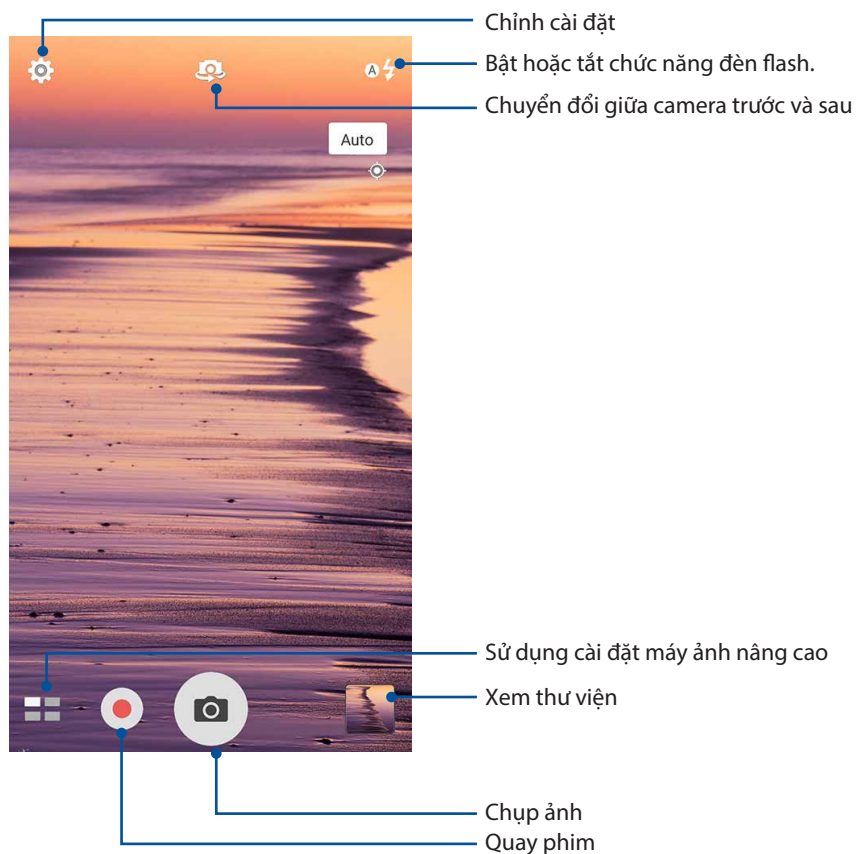 Chỉnh cài đặt
Bật hoặc tắt chức năng đèn flash.
A
Chuyển đổi giữa camera trước và sau
Auto
Sử dụng cài đặt máy ảnh nâng cao
Xem thư viện
Chụp ảnh
Quay phim